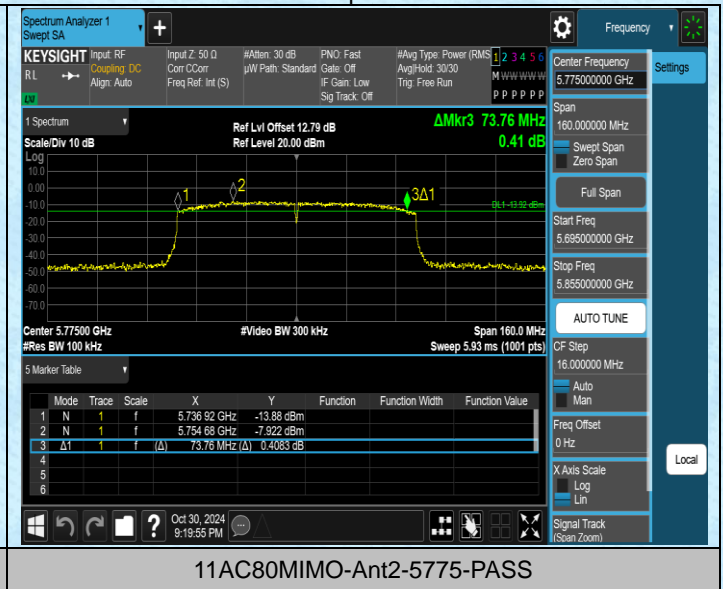 Spectrum Analyzer 1
Swept SA
+
Frequency
KEYSIGHT Input: RF Input Z: 50 Ω #Atten: 30 dB PNO: Fast #Avg Type: Power (RMS 1 2 3 4 5 6
RL Coupling: DC Corr CCorr µW Path: Standard Gate: Off Avg|Hold: 30/30 M W W W W W
Align: Auto Freq Ref: Int (S) IF Gain: Low Trig: Free Run
Sig Track: Off P P P P P P
Center Frequency
5.775000000 GHz
Settings
Span
160.000000 MHz
Swept Span
Zero Span
Full Span
Start Freq
5.695000000 GHz
Stop Freq
5.855000000 GHz
AUTO TUNE
CF Step
16.000000 MHz
Auto
Man
Freq Offset
0 Hz
X Axis Scale
Log
Lin
Signal Track
(Span Zoom)
Local
1 Spectrum
Ref Lvl Offset 12.79 dB ΔMkr3 73.76 MHz
Scale/Div 10 dB Ref Level 20.00 dBm 0.41 dB
Log
10.0
0.00
-10.0
-20.0
-30.0
-40.0
-50.0
-60.0
-70.0
1
2
3Δ1
DL1 -13.92 dBm
Center 5.77500 GHz #Video BW 300 kHz Span 160.0 MHz
#Res BW 100 kHz Sweep 5.93 ms (1001 pts)
5 Marker Table
Mode Trace Scale X Y Function Function Width Function Value
1 N 1 f 5.736 92 GHz -13.88 dBm
2 N 1 f 5.754 68 GHz -7.922 dBm
3 Δ1 1 f (Δ) 73.76 MHz (Δ) 0.4083 dB
4
5
6
? Oct 30, 2024
9:19:55 PM
11AC80MIMO-Ant2-5775-PASS